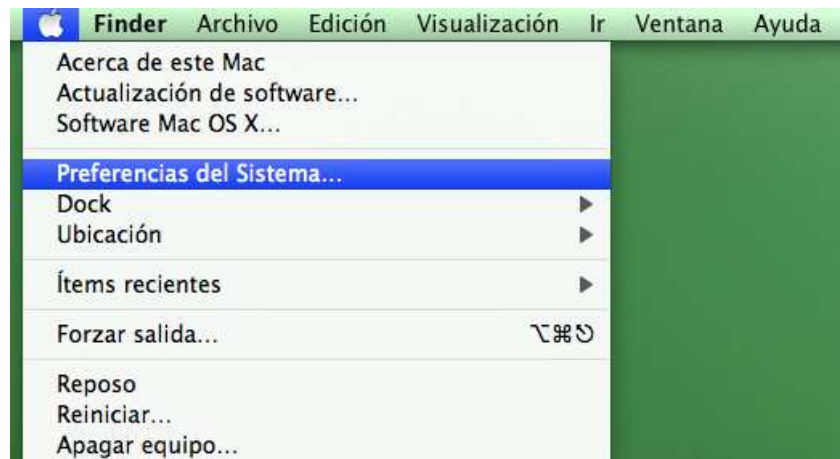 Finder Archivo Edición Visualización Ir Ventana Ayuda
Acerca de este Mac
Actualización de software...
Software Mac OS X...
Preferencias del Sistema...
Dock
Ubicación
Ítems recientes
Forzar salida... ⌥⌘⎋
Reposo
Reiniciar...
Apagar equipo...